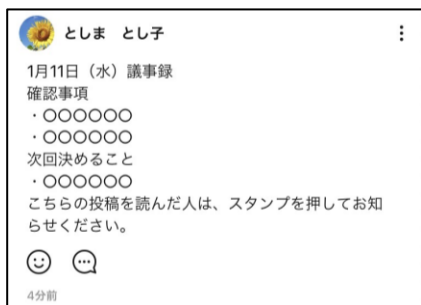 としま　とし子
1月11日（水）議事録
確認事項
・〇〇〇〇〇〇
・〇〇〇〇〇〇
次回決めること
・〇〇〇〇〇〇
こちらの投稿を読んだ人は、スタンプを押してお知
らせください。
4分前